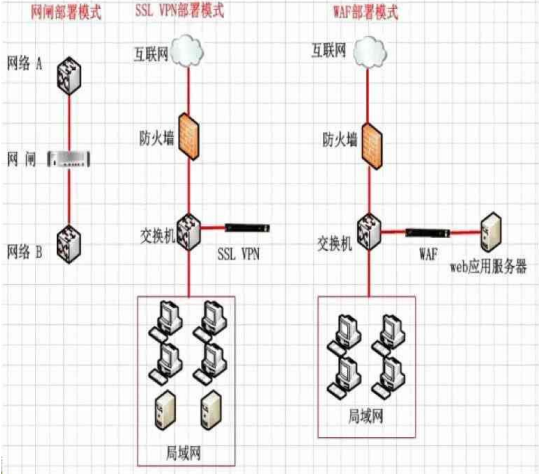 网闸部署模式
网络 A
网 闸
网络 B
SSL VPN部署模式
互联网
防火墙
交换机
SSL VPN
局域网
WAF部署模式
互联网
防火墙
交换机
WAF
web应用服务器
局域网